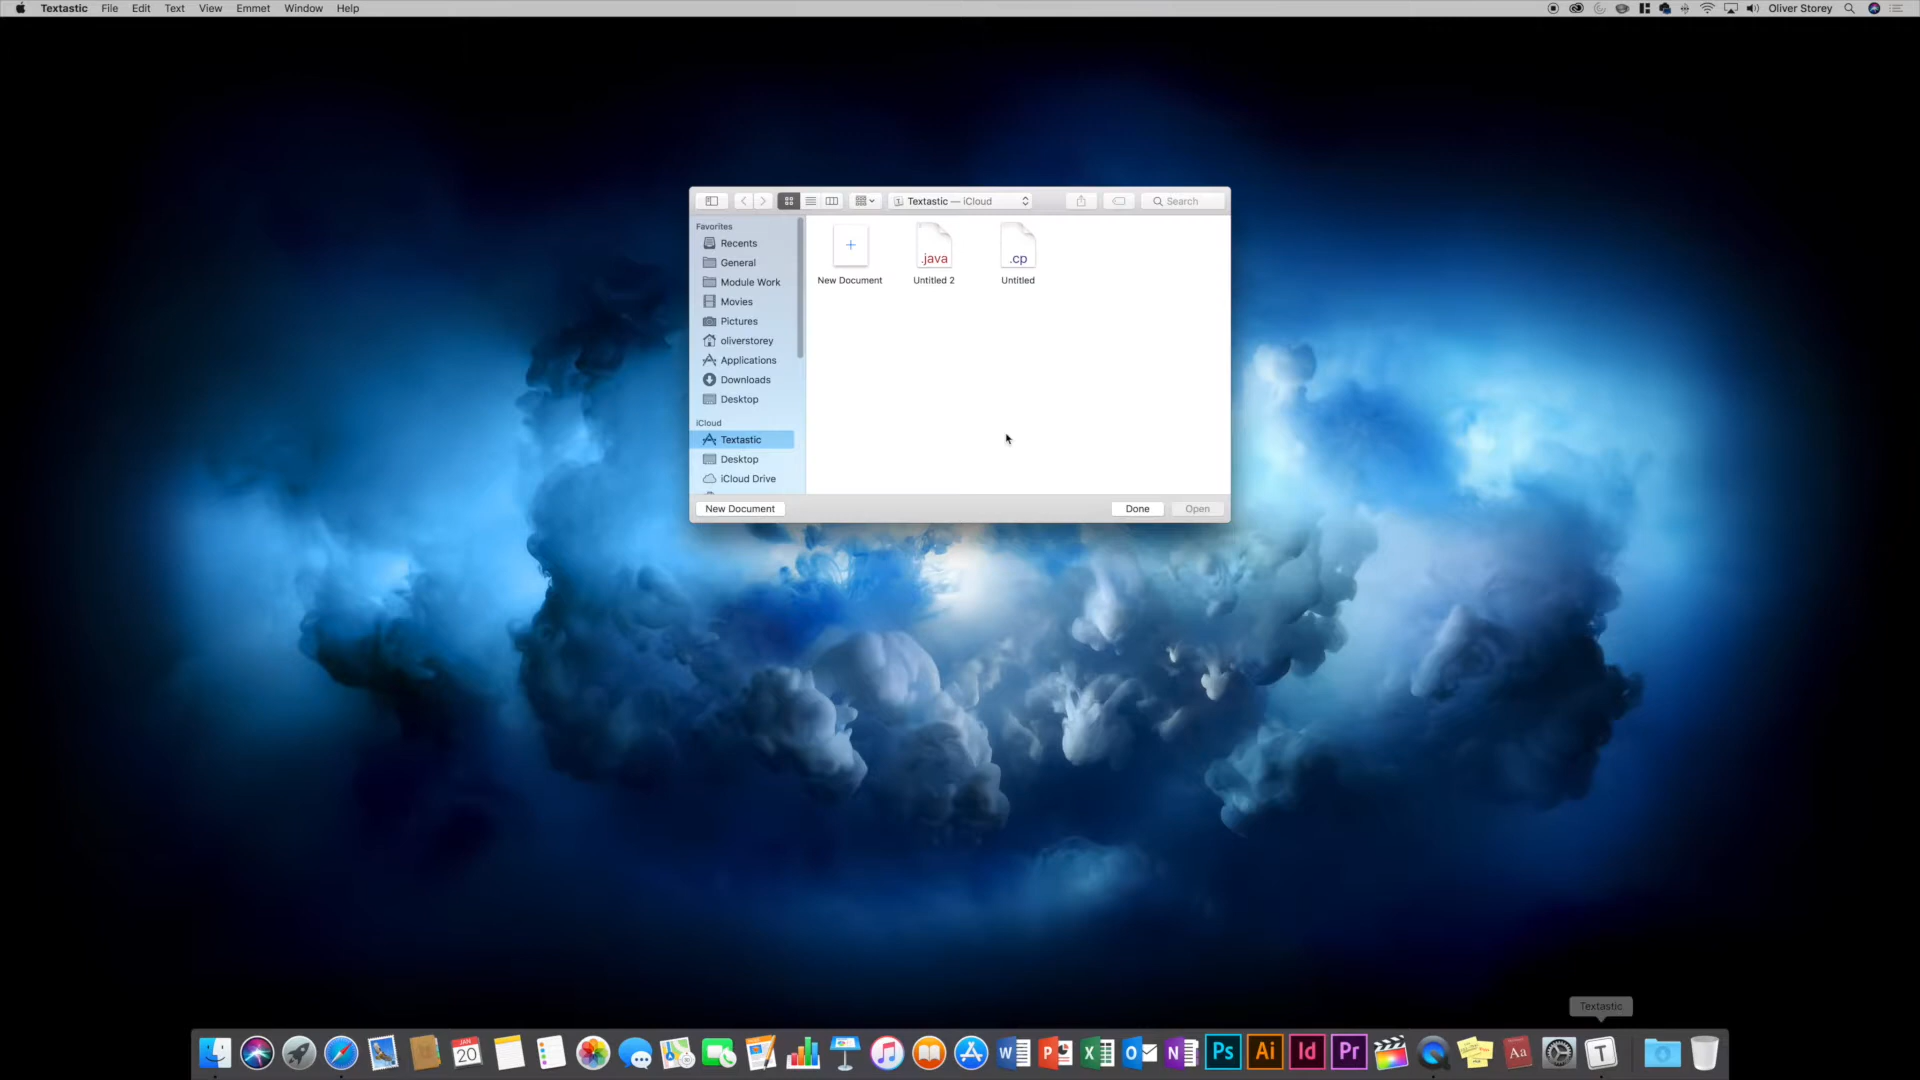 Textastic File Edit Text View Emmet Window Help Oliver Storey
Textastic — iCloud Search
Favorites
Recents
General
Module Work
Movies
Pictures
oliverstorey
Applications
Downloads
Desktop
iCloud
Textastic
Desktop
iCloud Drive
+
New Document
.java
Untitled 2
.cp
Untitled
New Document Done Open
Textastic
JAN
20
W P X O N Ps Ai Id Pr Aa T